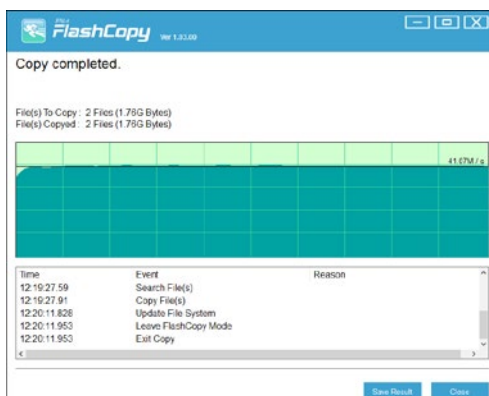 FlashCopy Ver 1.03.00
Copy completed.
File(s) To Copy : 2 Files (1.76G Bytes)
File(s) Copyed : 2 Files (1.76G Bytes)
41.67M / s
Time Event Reason
12:19:27.59 Search File(s)
12:19:27.91 Copy File(s)
12:20:11.828 Update File System
12:20:11.953 Leave FlashCopy Mode
12:20:11.953 Exit Copy
Save Result Close